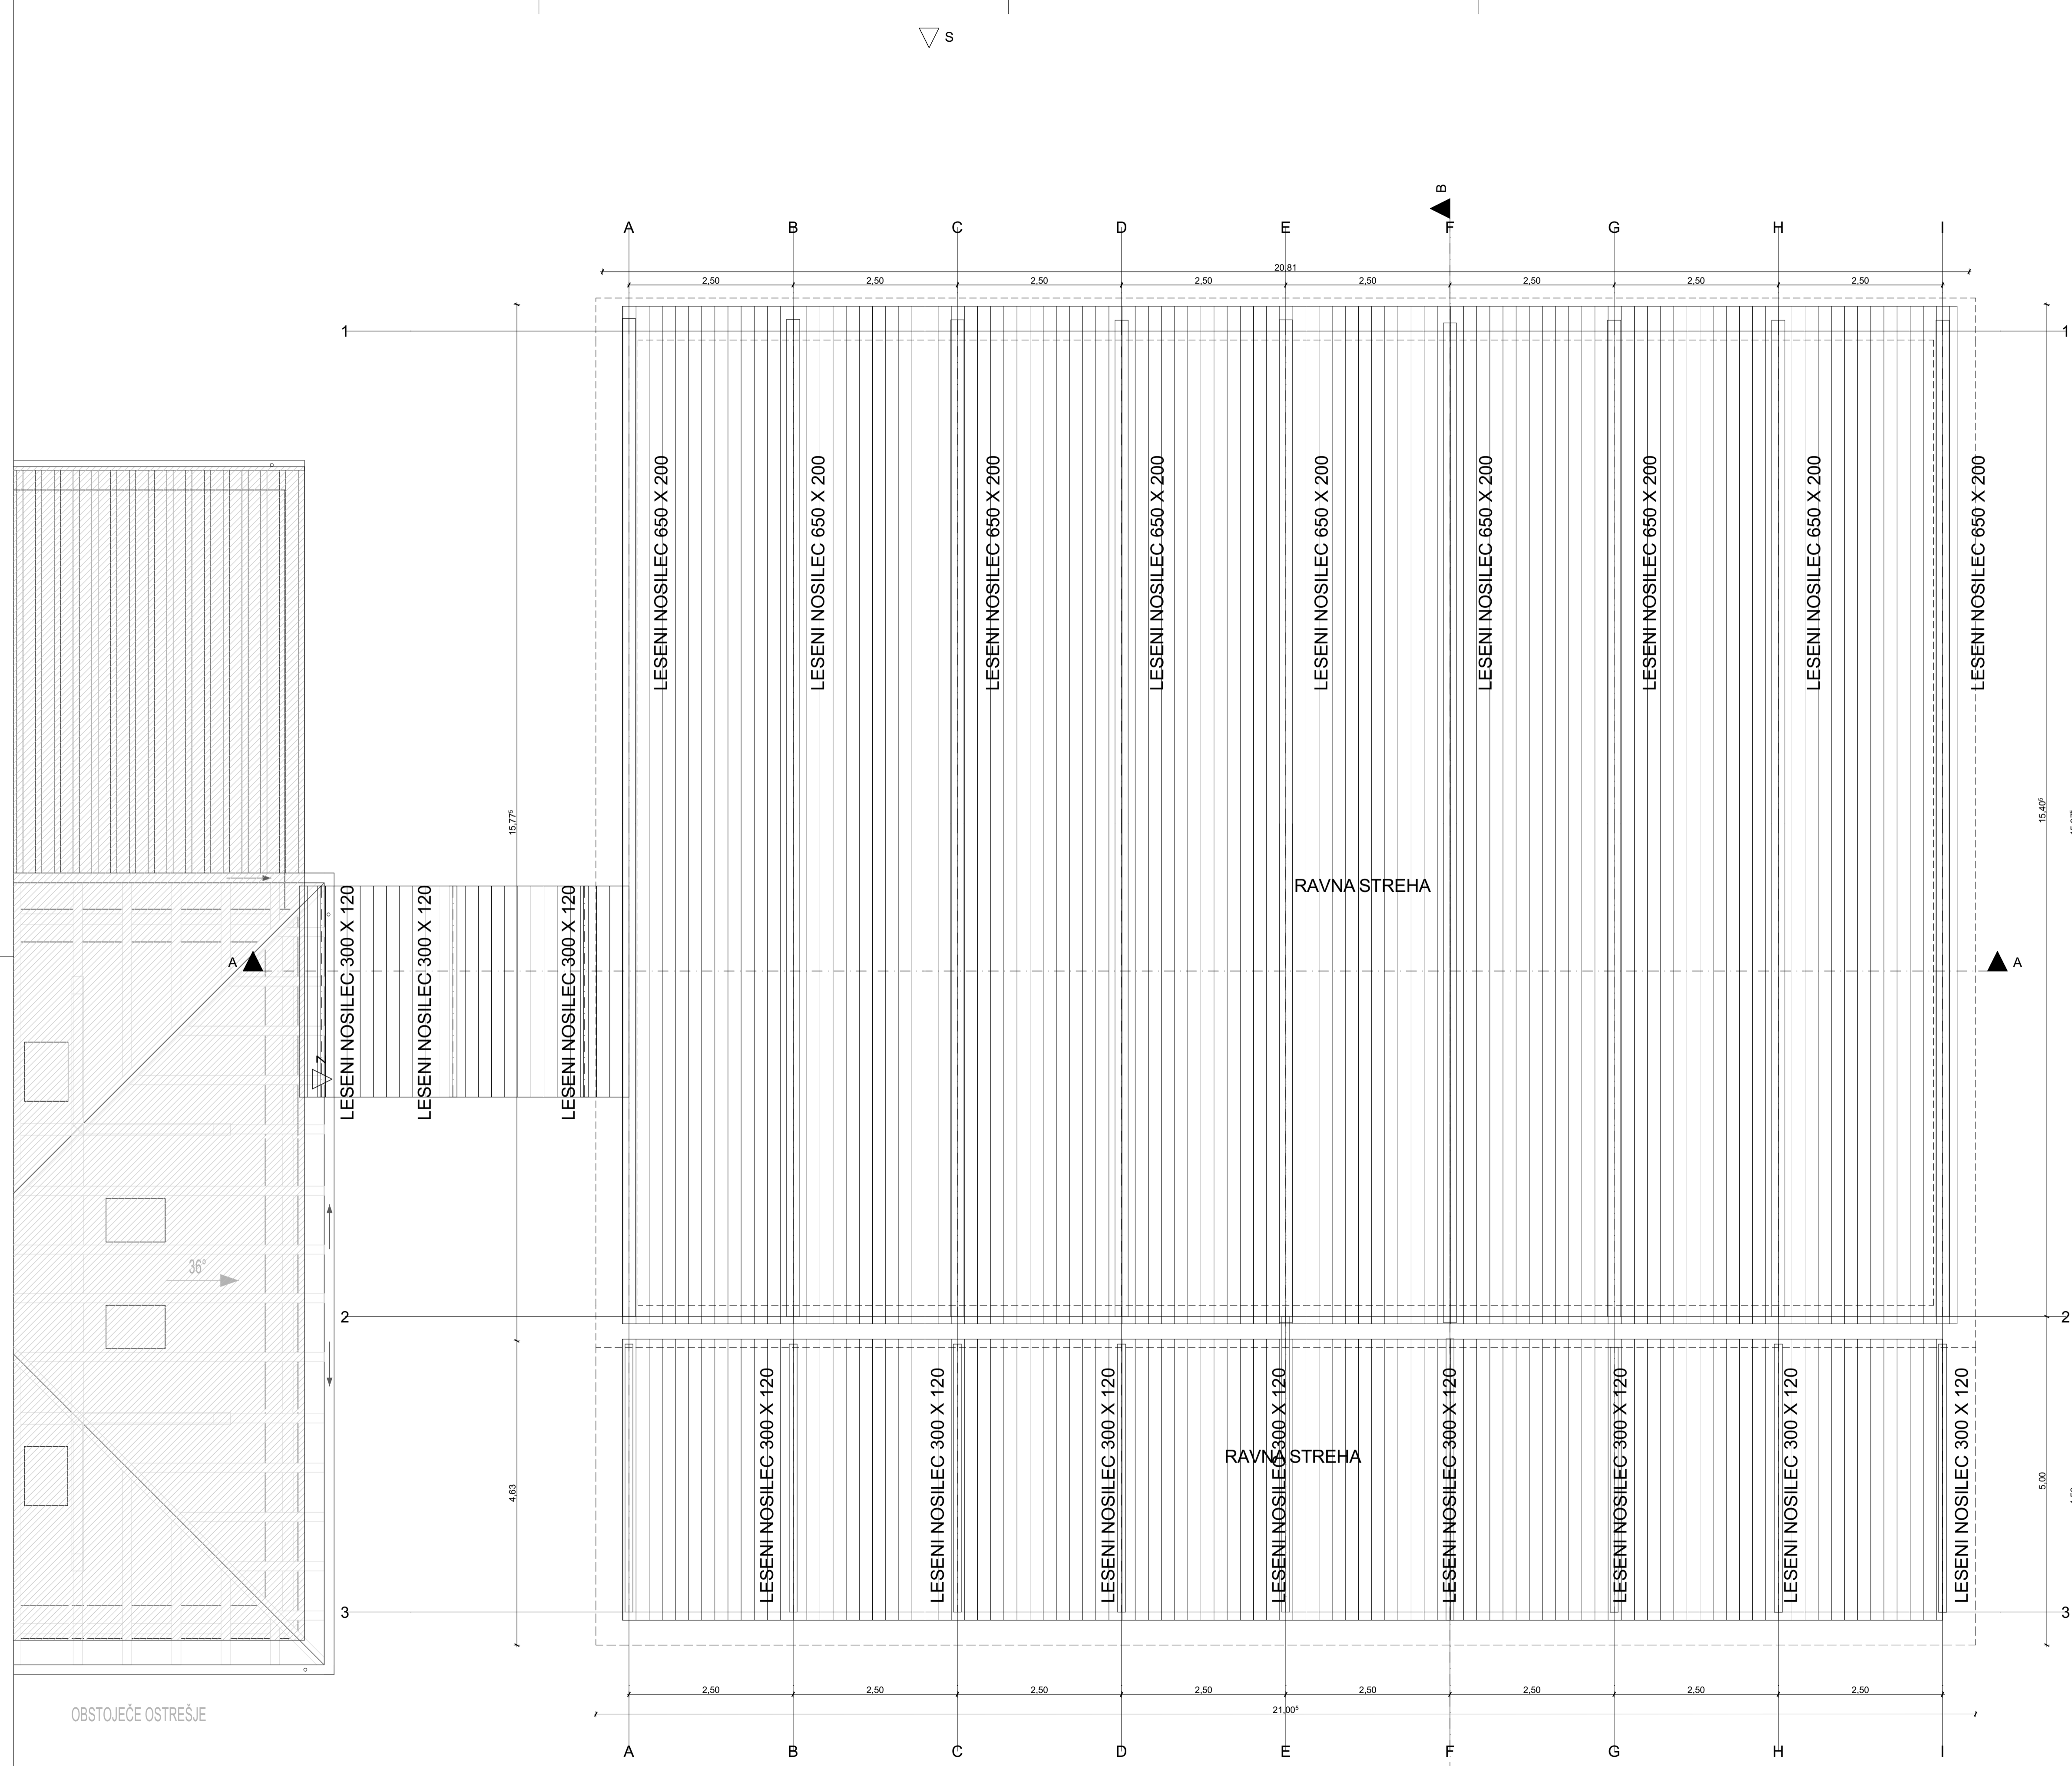 S
B
A B C D E F G H I
20,81
2,50 2,50 2,50 2,50 2,50 2,50 2,50 2,50
1 1
LESENI NOSILEC 650 X 200
LESENI NOSILEC 650 X 200
LESENI NOSILEC 650 X 200
LESENI NOSILEC 650 X 200
LESENI NOSILEC 650 X 200
LESENI NOSILEC 650 X 200
LESENI NOSILEC 650 X 200
LESENI NOSILEC 650 X 200
LESENI NOSILEC 650 X 200
15,77⁵
15,40⁵
RAVNA STREHA
LESENI NOSILEC 300 X 120
LESENI NOSILEC 300 X 120
LESENI NOSILEC 300 X 120
A A
Z
36°
2 2
LESENI NOSILEC 300 X 120
LESENI NOSILEC 300 X 120
LESENI NOSILEC 300 X 120
LESENI NOSILEC 300 X 120
LESENI NOSILEC 300 X 120
LESENI NOSILEC 300 X 120
LESENI NOSILEC 300 X 120
LESENI NOSILEC 300 X 120
RAVNA STREHA
4,63
5,00
3 3
2,50 2,50 2,50 2,50 2,50 2,50 2,50 2,50
21,00⁵
OBSTOJEČE OSTREŠJE
A B C D E F G H I